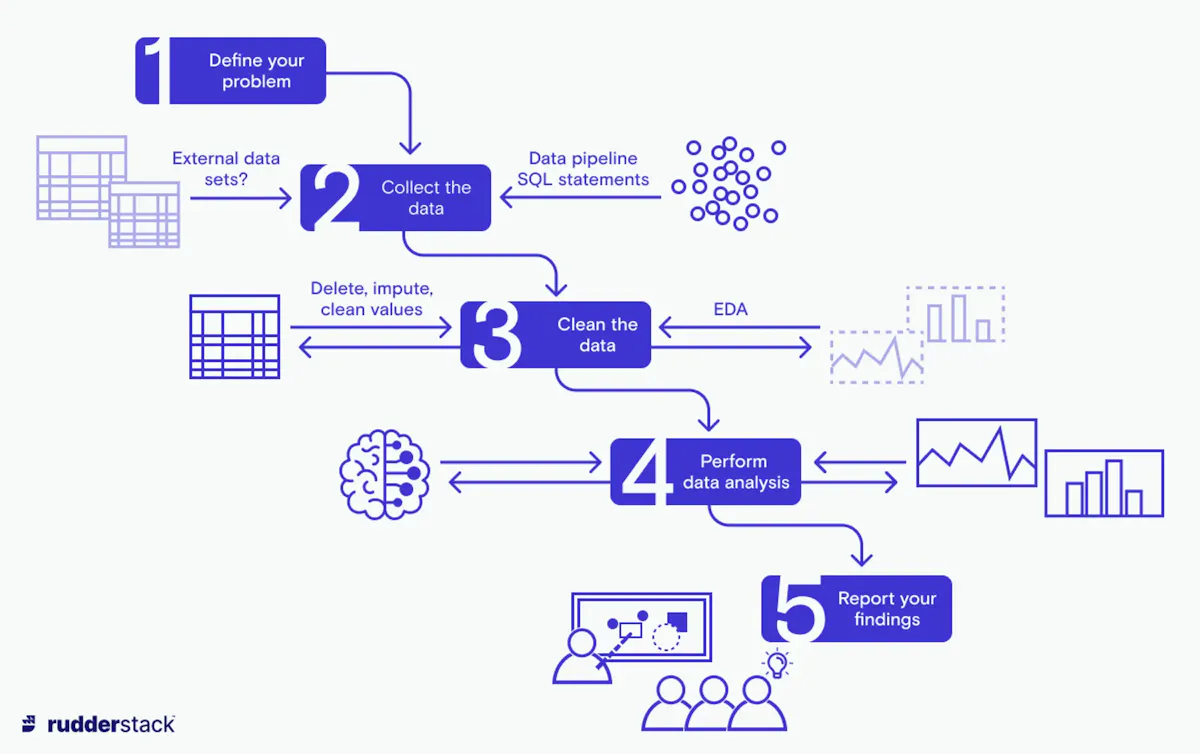 1
Define your
problem
External data
sets?
2
Collect the
data
Data pipeline
SQL statements
Delete, impute,
clean values
3
Clean the
data
EDA
4
Perform
data analysis
5
Report your
findings
rudderstack